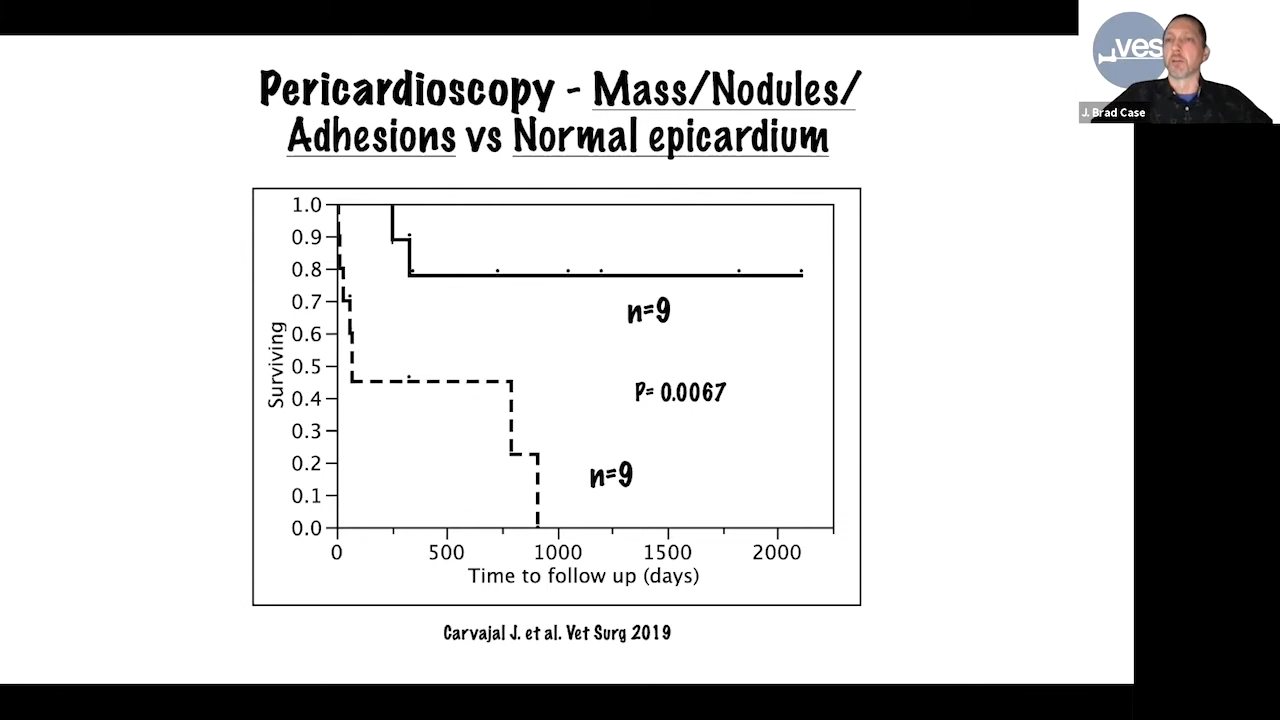 Pericardioscopy - Mass/Nodules/
Adhesions vs Normal epicardium
.ves
J. Brad Case
1.0
0.9
0.8
0.7
0.6
0.5
0.4
0.3
0.2
0.1
0.0
Surviving
n=9
P= 0.0067
n=9
0 500 1000 1500 2000
Time to follow up (days)
Carvajal J. et al. Vet Surg 2019